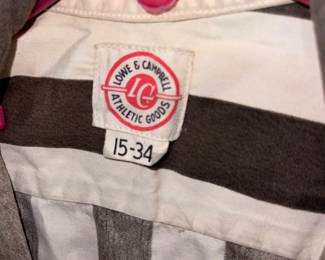 LOWE & CAMPBELL
LC
ATHLETIC GOODS
15-34